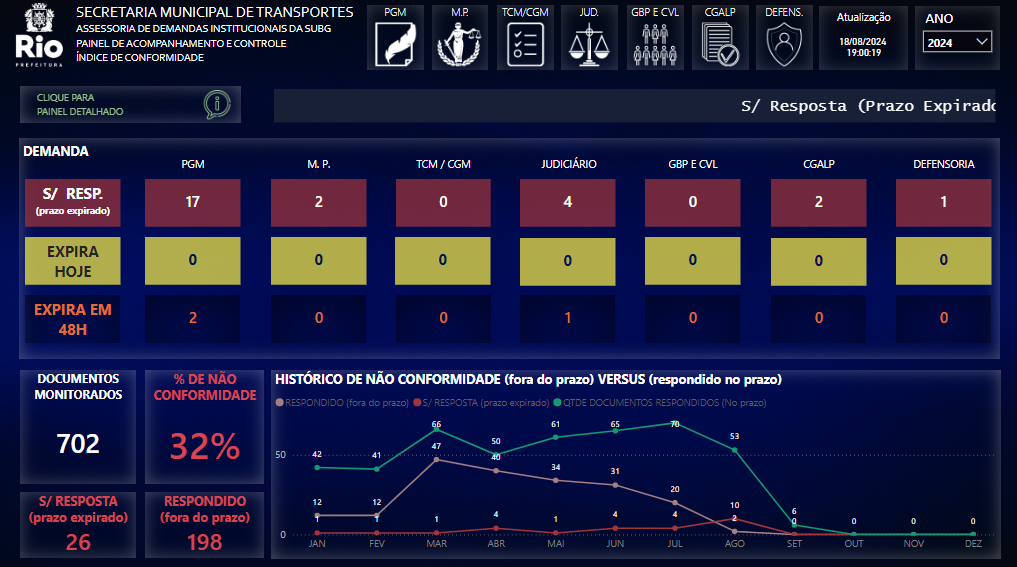 Rio
PREFEITURA
SECRETARIA MUNICIPAL DE TRANSPORTES
ASSESSORIA DE DEMANDAS INSTITUCIONAIS DA SUBG
PAINEL DE ACOMPANHAMENTO E CONTROLE
ÍNDICE DE CONFORMIDADE
PGM
M.P.
TCM/CGM
JUD.
GBP E CVL
CGALP
DEFENS.
Atualização
18/08/2024
19:00:19
ANO
2024
CLIQUE PARA
PAINEL DETALHADO
S/ Resposta (Prazo Expirado
DEMANDA
PGM M. P. TCM / CGM JUDICIÁRIO GBP E CVL CGALP DEFENSORIA
S/ RESP.
(prazo expirado)
17 2 0 4 0 2 1
EXPIRA
HOJE
0 0 0 0 0 0 0
EXPIRA EM
48H
2 0 0 1 0 0 0
DOCUMENTOS
MONITORADOS
702
% DE NÃO
CONFORMIDADE
32%
S/ RESPOSTA
(prazo expirado)
26
RESPONDIDO
(fora do prazo)
198
HISTÓRICO DE NÃO CONFORMIDADE (fora do prazo) VERSUS (respondido no prazo)
RESPONDIDO (fora do prazo) S/ RESPOSTA (prazo expirado) QTDE DOCUMENTOS RESPONDIDOS (No prazo)
50
0
42 41 66 50 61 65 70 53 6 0 0 0
12 12 47 40 34 31 20 2 0
1 1 1 4 1 4 4 10
JAN FEV MAR ABR MAI JUN JUL AGO SET OUT NOV DEZ